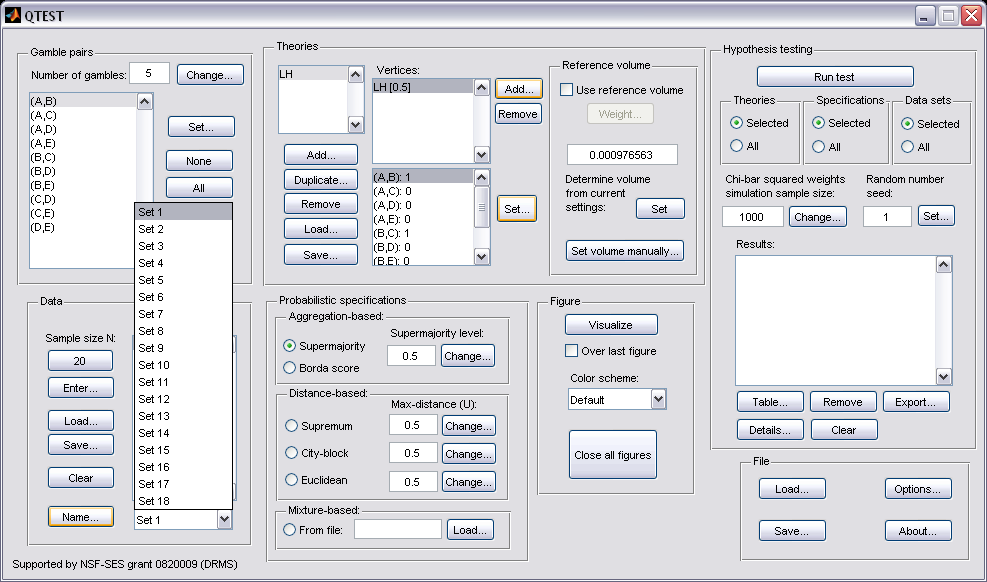 QTEST
Gamble pairs
Number of gambles: 5 Change...
(A,B)
(A,C)
(A,D)
(A,E)
(B,C)
(B,D)
(B,E)
(C,D)
(C,E)
(D,E)
Set...
None
All
Set 1
Set 2
Set 3
Set 4
Set 5
Set 6
Set 7
Set 8
Set 9
Set 10
Set 11
Set 12
Set 13
Set 14
Set 15
Set 16
Set 17
Set 18
Set 1
Data
Sample size N:
20
Enter...
Load...
Save...
Clear
Name...
Supported by NSF-SES grant 0820009 (DRMS)
Theories
LH
Add...
Duplicate...
Remove
Load...
Save...
Vertices:
LH [0.5]
Add...
Remove
(A,B): 1
(A,C): 0
(A,D): 0
(A,E): 0
(B,C): 1
(B,D): 0
(B,E): 0
Set...
Reference volume
Use reference volume
Weight...
0.000976563
Determine volume
from current
settings:
Set
Set volume manually...
Probabilistic specifications
Aggregation-based:
Supermajority level:
Supermajority
0.5 Change...
Borda score
Distance-based:
Max-distance (U):
Supremum 0.5 Change...
City-block 0.5 Change...
Euclidean 0.5 Change...
Mixture-based:
From file: Load...
Figure
Visualize
Over last figure
Color scheme:
Default
Close all figures
Hypothesis testing
Run test
Theories
Selected
All
Specifications
Selected
All
Data sets
Selected
All
Chi-bar squared weights
simulation sample size:
1000 Change...
Random number
seed:
1 Set...
Results:
Table... Remove Export...
Details... Clear
File
Load... Options...
Save... About...